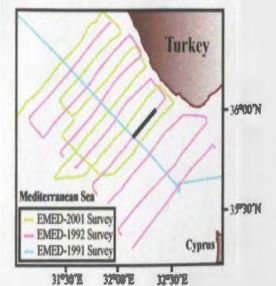 Turkey
36°00'N
Mediterranean Sea
EMED-2001 Survey
EMED-1992 Survey
EMED-1991 Survey
35°30'N
Cyprus
31°30'E
32°00'E
32°30'E